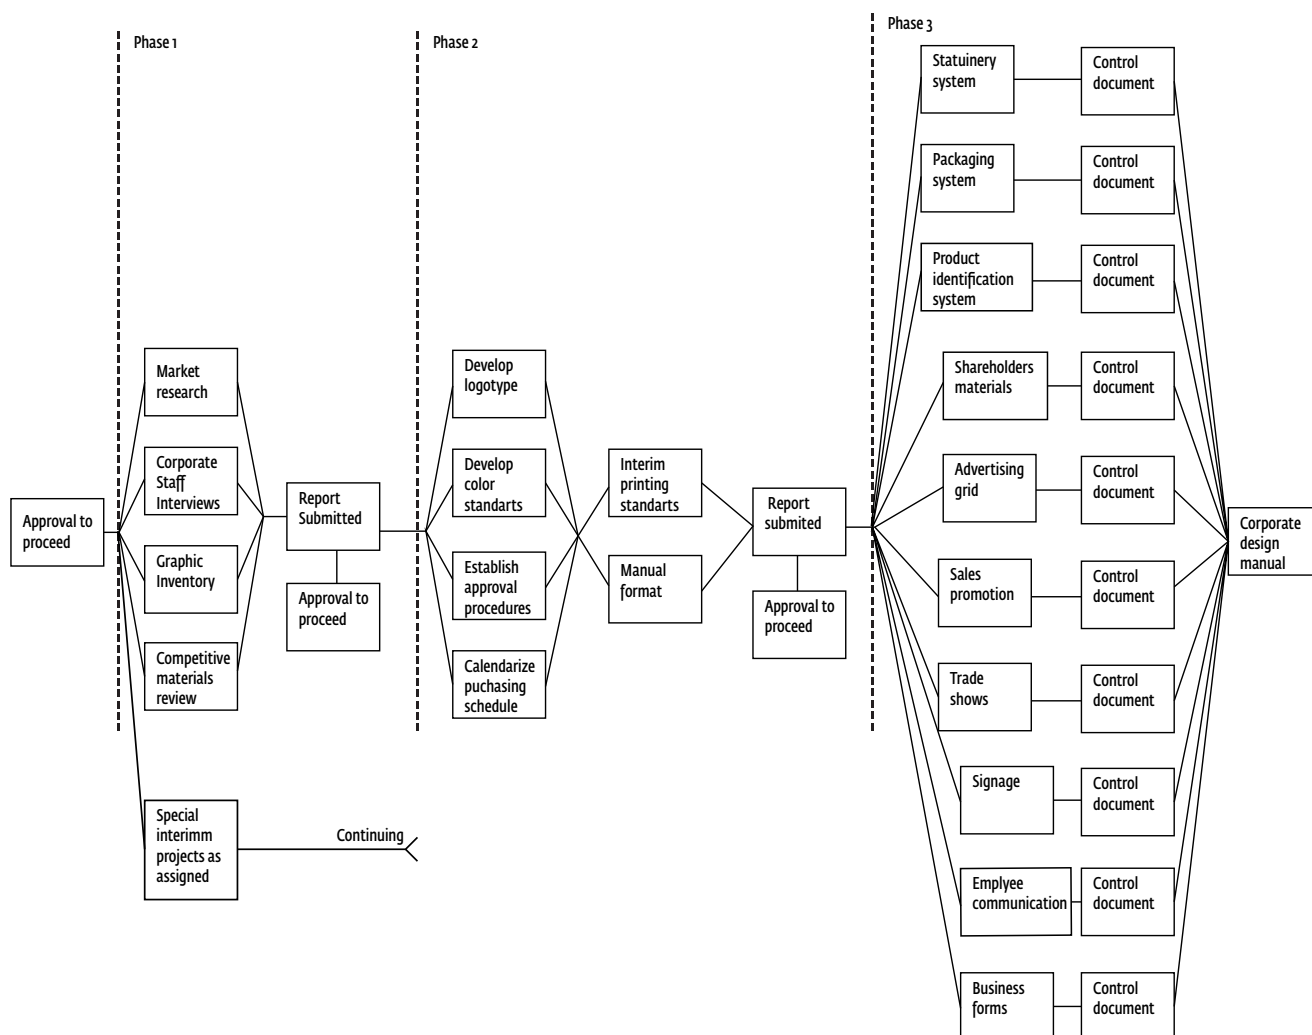 Phase 1
Phase 2
Phase 3
Approval to
proceed
Market
research
Corporate
Staff
Interviews
Graphic
Inventory
Competitive
materials
review
Special
interimm
projects as
assigned
Continuing
Report
Submitted
Approval to
proceed
Develop
logotype
Develop
color
standarts
Establish
approval
procedures
Calendarize
puchasing
schedule
Interim
printing
standarts
Manual
format
Report
submited
Approval to
proceed
Statuinery
system
Control
document
Packaging
system
Control
document
Product
identification
system
Control
document
Shareholders
materials
Control
document
Advertising
grid
Control
document
Sales
promotion
Control
document
Trade
shows
Control
document
Signage
Control
document
Emplyee
communication
Control
document
Business
forms
Control
document
Corporate
design
manual